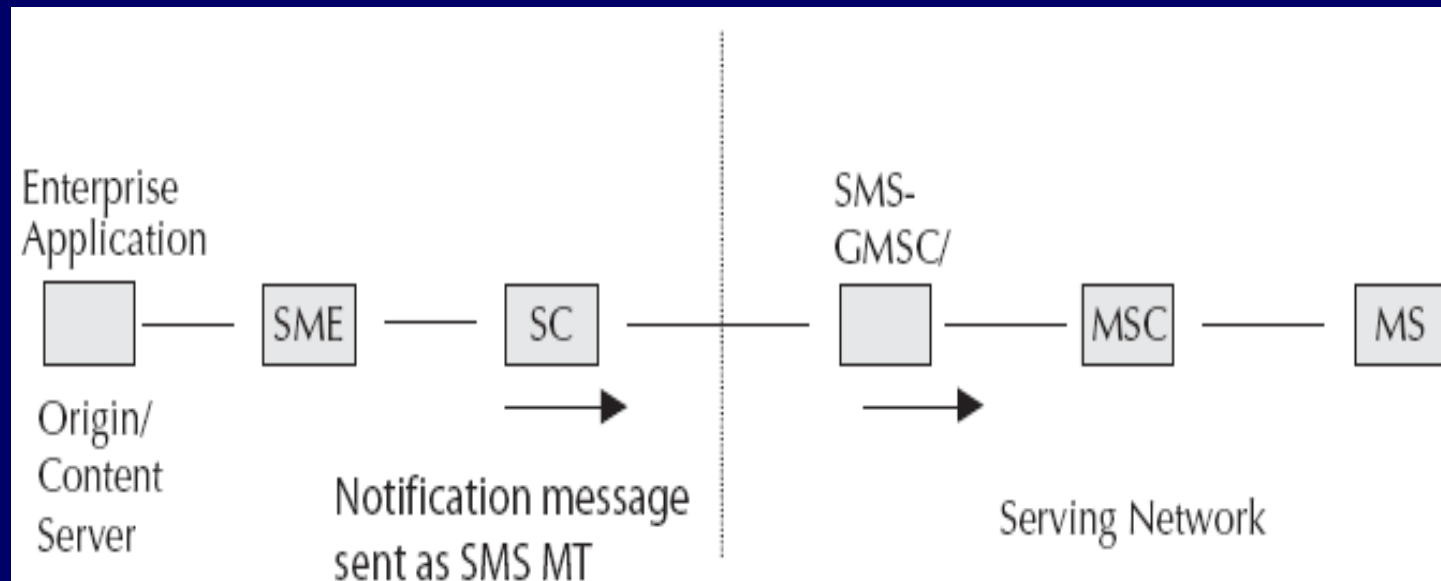 Enterprise
Application
SMS-
GMSC/
SME
SC
MSC
MS
Origin/
Content
Server
Notification message
sent as SMS MT
Serving Network